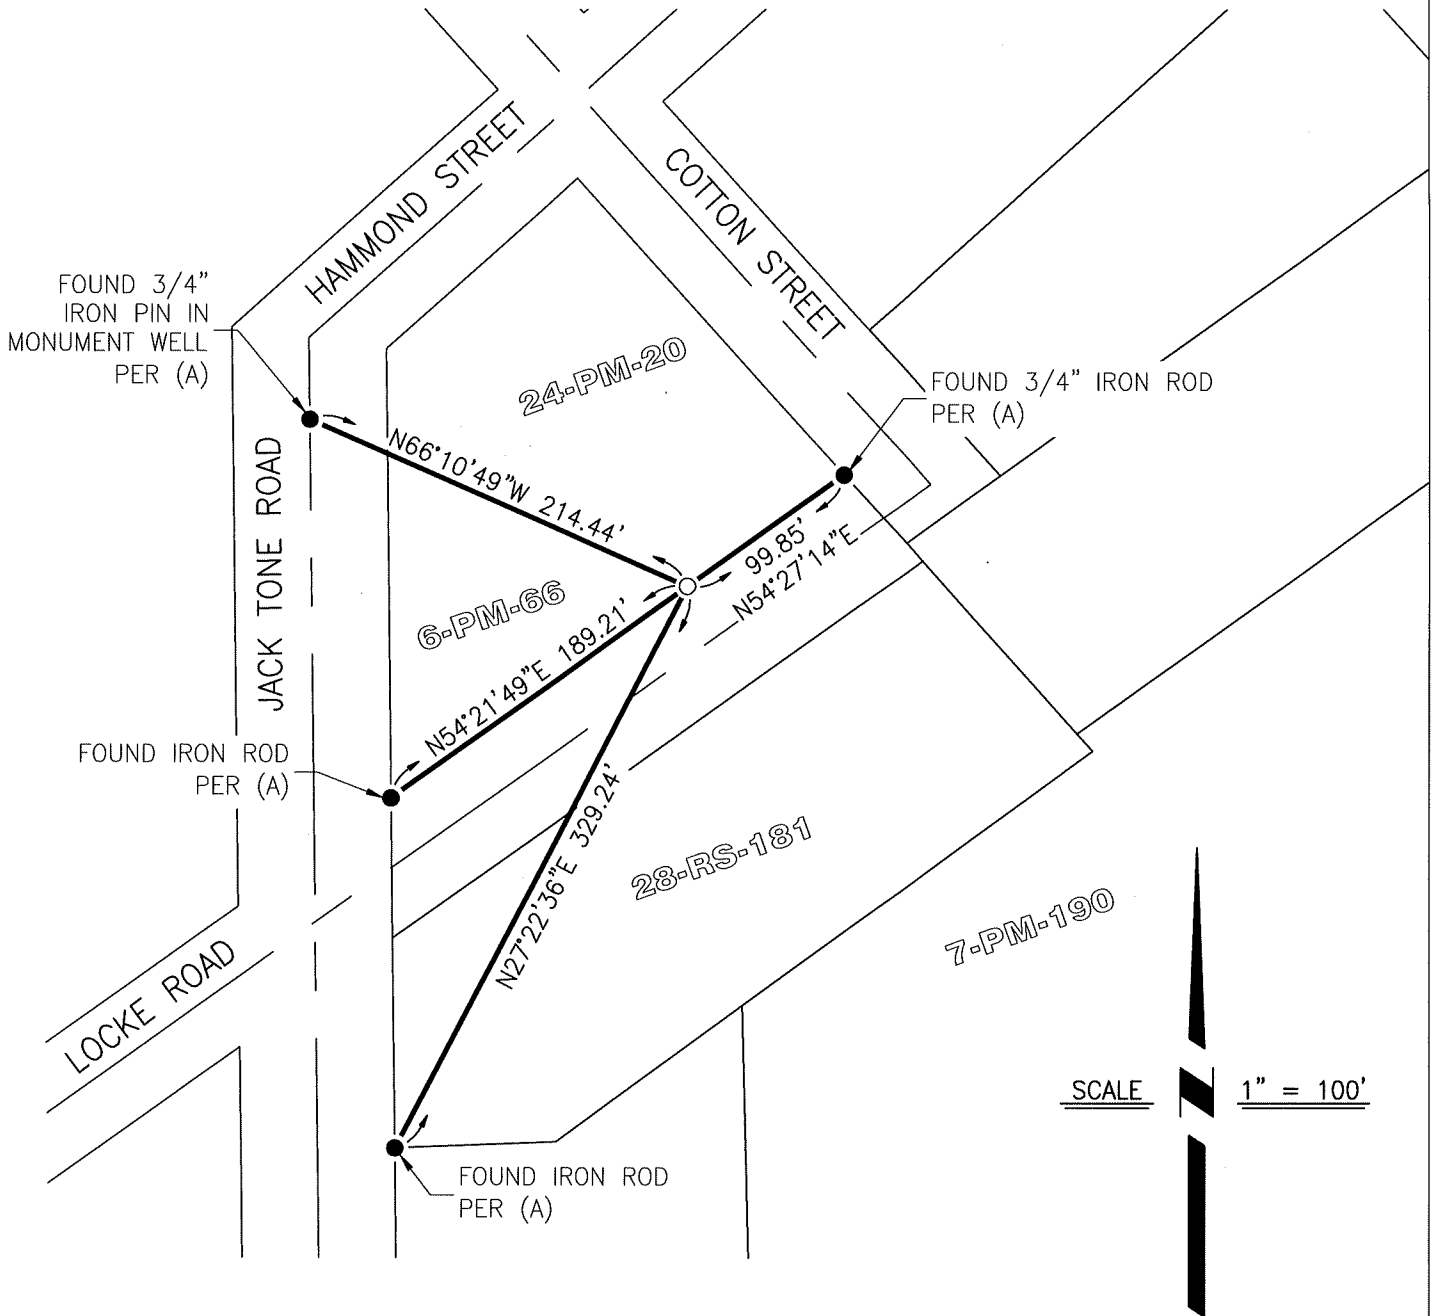 HAMMOND STREET
COTTON STREET
FOUND 3/4"
IRON PIN IN
MONUMENT WELL
PER (A)
24-PM-20
FOUND 3/4" IRON ROD
PER (A)
N66°10'49"W 214.44'
JACK TONE ROAD
99.85'
N54°27'14"E
6-PM-66
N54°21'49"E 189.21'
FOUND IRON ROD
PER (A)
N27°22'36"E 329.24'
28-RS-181
7-PM-190
LOCKE ROAD
SCALE 1" = 100'
FOUND IRON ROD
PER (A)